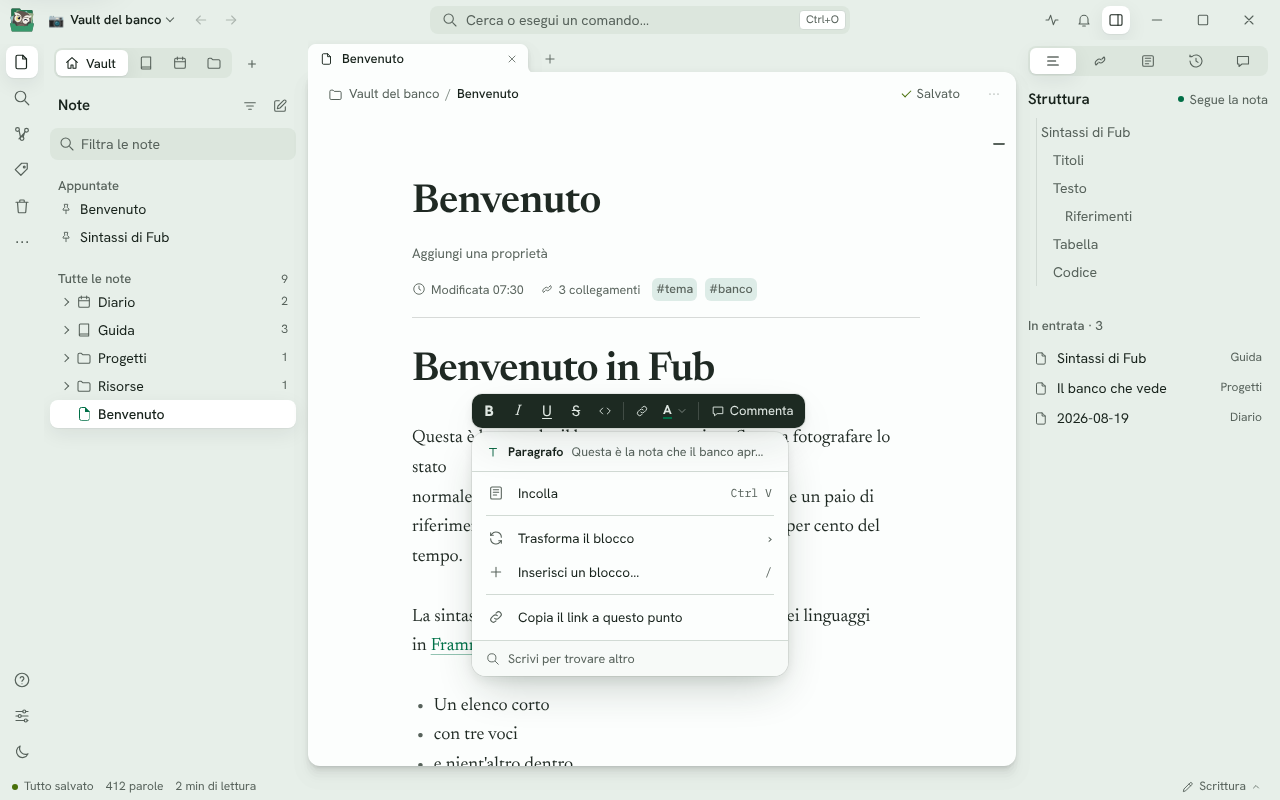 Vault del banco
Cerca o esegui un comando...
Ctrl+O
Vault
Note
Filtra le note
Appuntate
Benvenuto
Sintassi di Fub
Tutte le note 9
Diario 2
Guida 3
Progetti 1
Risorse 1
Benvenuto
Benvenuto
Vault del banco / Benvenuto
Salvato
Benvenuto
Aggiungi una proprietà
Modificata 07:30
3 collegamenti
#tema
#banco
Benvenuto in Fub
B I U S A Commenta
Questa è
fotografare lo
stato
normale
e un paio di
per cento del
tempo.
La
in
linguaggi
Paragrafo Questa è la nota che il banco apr...
Incolla Ctrl V
Trasforma il blocco
Inserisci un blocco... /
Copia il link a questo punto
Scrivi per trovare altro
Un elenco corto
con tre voci
e nient'altro dentro
Struttura
Segue la nota
Sintassi di Fub
Titoli
Testo
Riferimenti
Tabella
Codice
In entrata · 3
Sintassi di Fub Guida
Il banco che vede Progetti
2026-08-19 Diario
Tutto salvato 412 parole 2 min di lettura
Scrittura